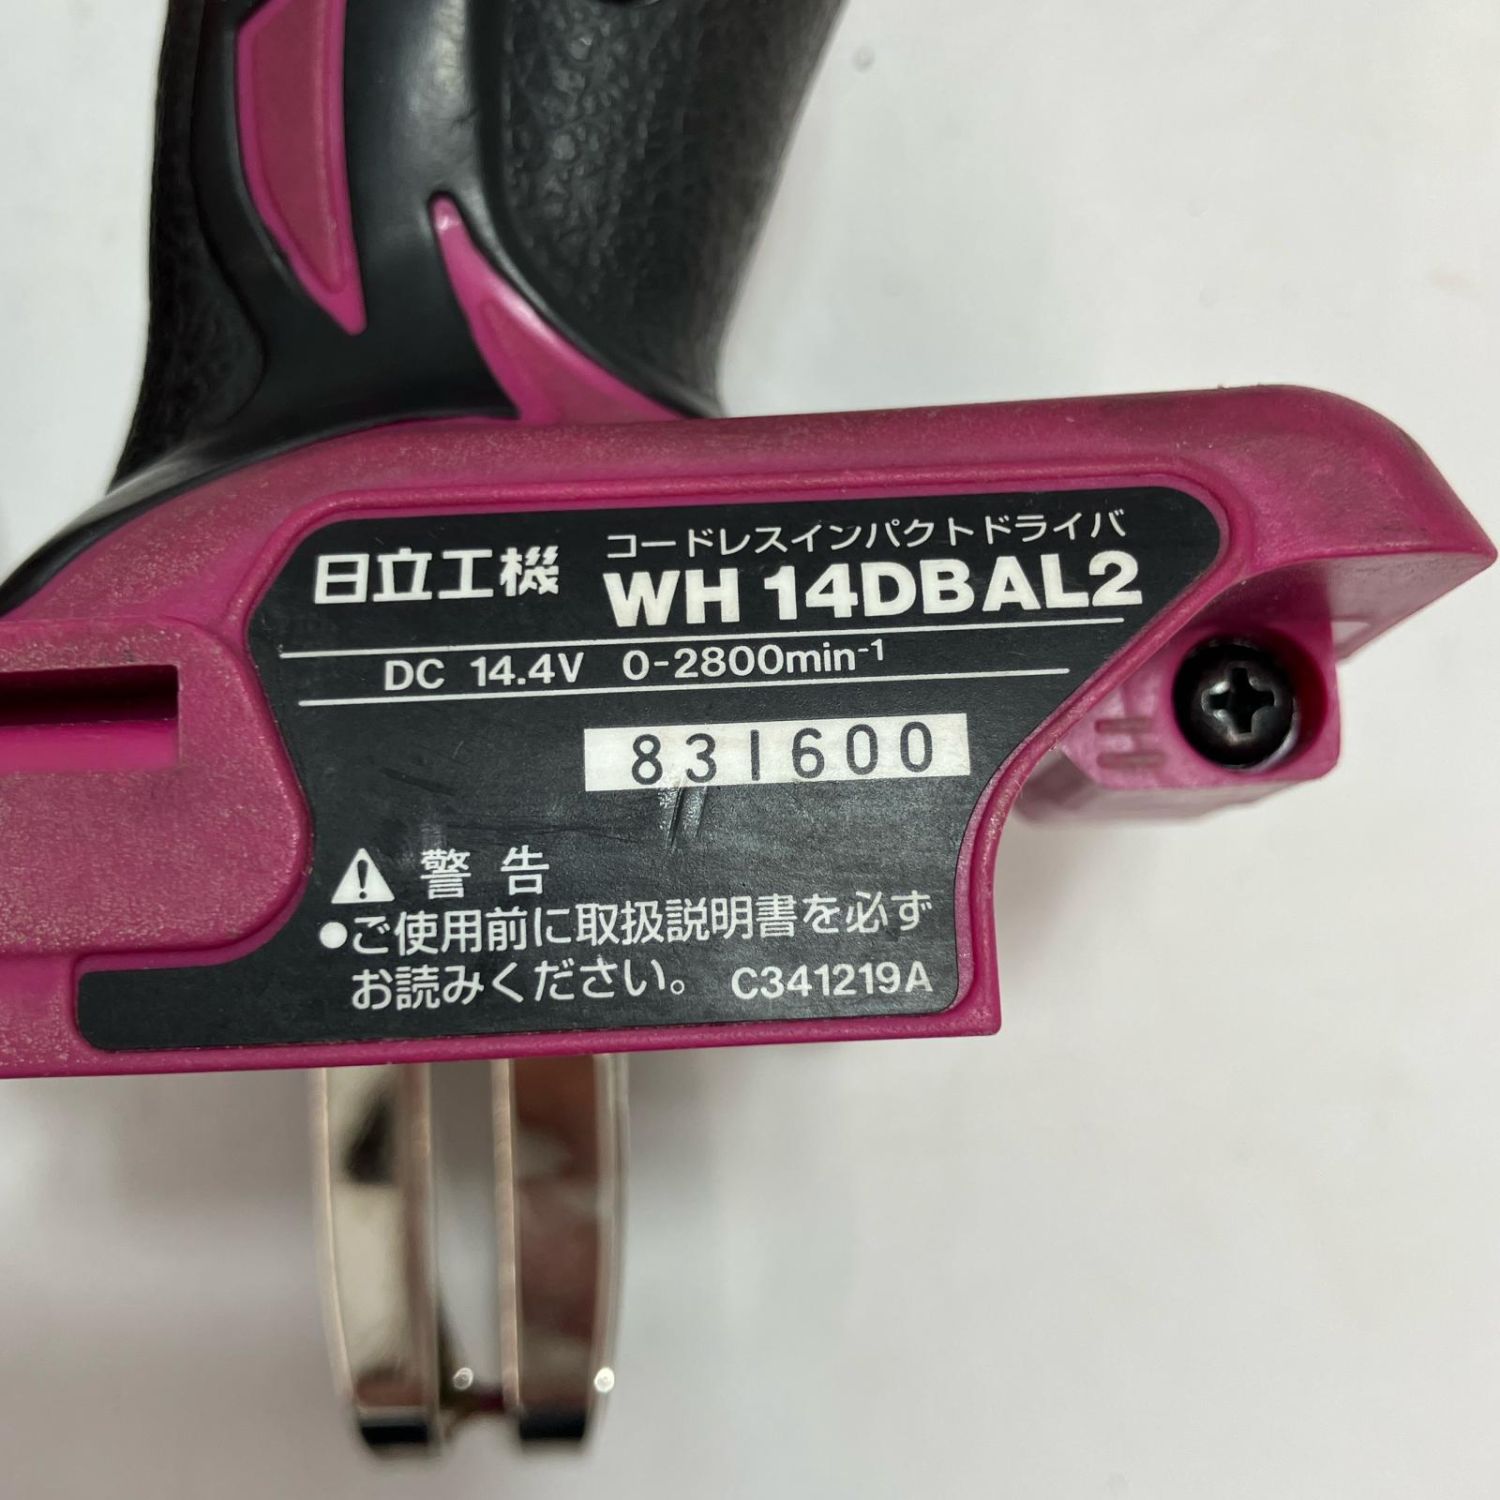 日立工機
コードレスインパクトドライバ
WH 14DBAL2
DC 14.4V 0-2800min⁻¹
831600
警告
●ご使用前に取扱説明書を必ず
お読みください。 C341219A